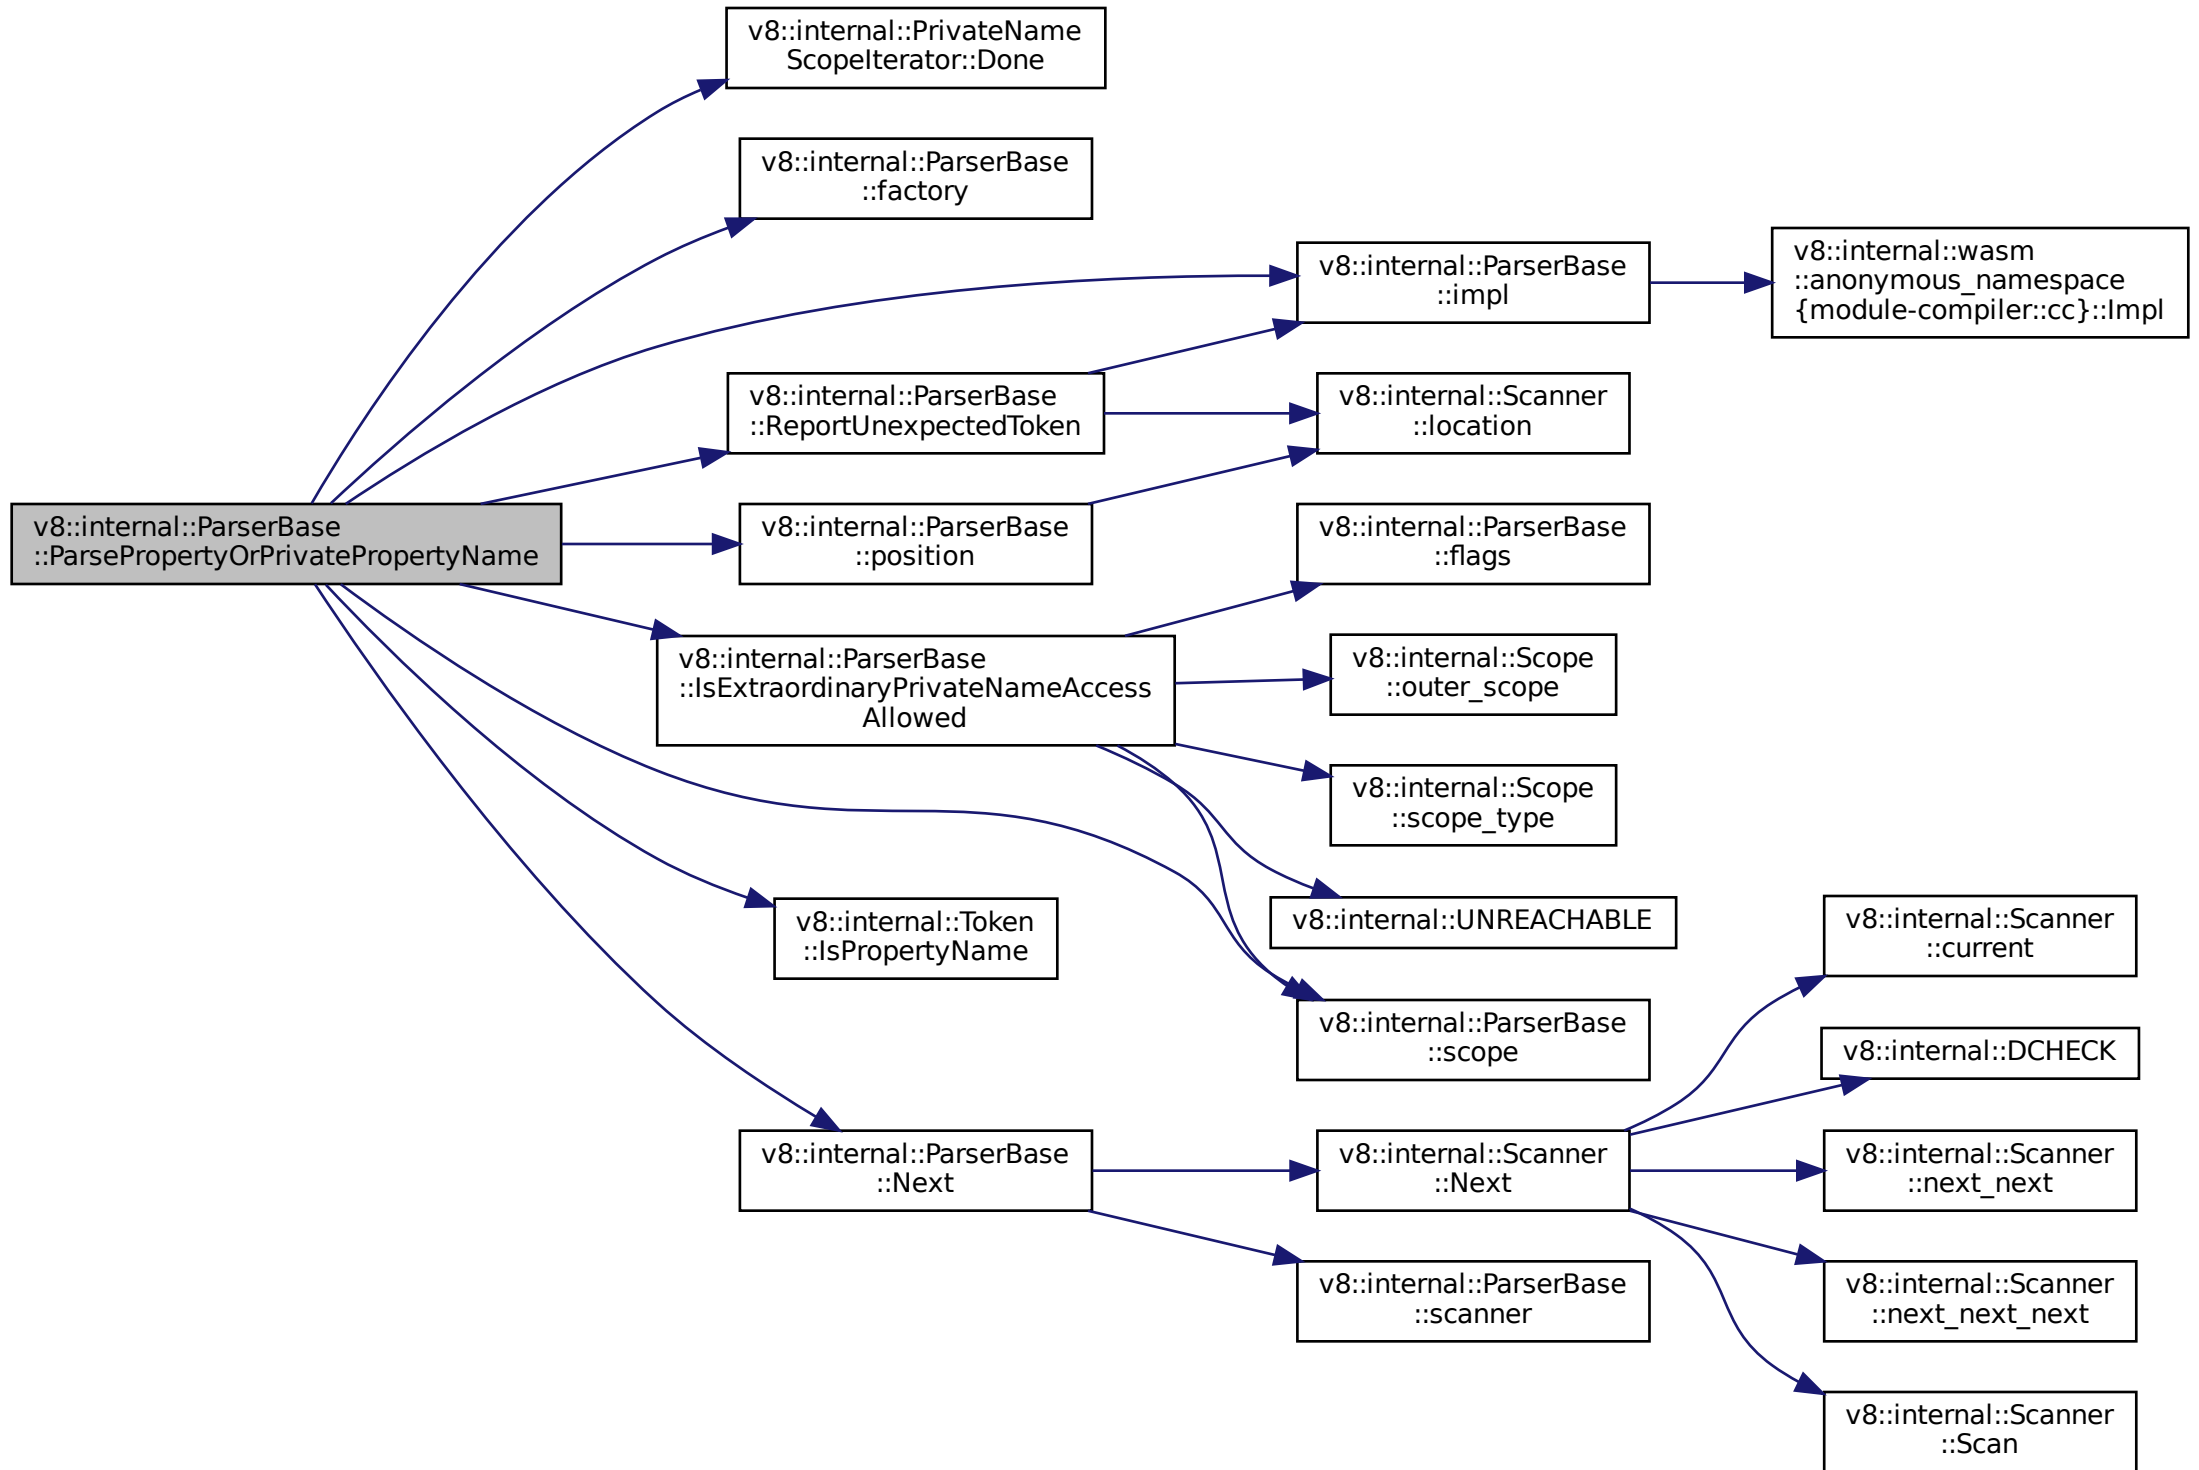 v8::internal::PrivateName
ScopeIterator::Done
v8::internal::ParserBase
::factory
v8::internal::ParserBase
::impl
v8::internal::wasm
::anonymous_namespace
{module-compiler::cc}::Impl
v8::internal::ParserBase
::ReportUnexpectedToken
v8::internal::Scanner
::location
v8::internal::ParserBase
::ParsePropertyOrPrivatePropertyName
v8::internal::ParserBase
::position
v8::internal::ParserBase
::flags
v8::internal::ParserBase
::IsExtraordinaryPrivateNameAccess
Allowed
v8::internal::Scope
::outer_scope
v8::internal::Scope
::scope_type
v8::internal::UNREACHABLE
v8::internal::Token
::IsPropertyName
v8::internal::ParserBase
::scope
v8::internal::Scanner
::current
v8::internal::DCHECK
v8::internal::ParserBase
::Next
v8::internal::Scanner
::Next
v8::internal::Scanner
::next_next
v8::internal::ParserBase
::scanner
v8::internal::Scanner
::next_next_next
v8::internal::Scanner
::Scan